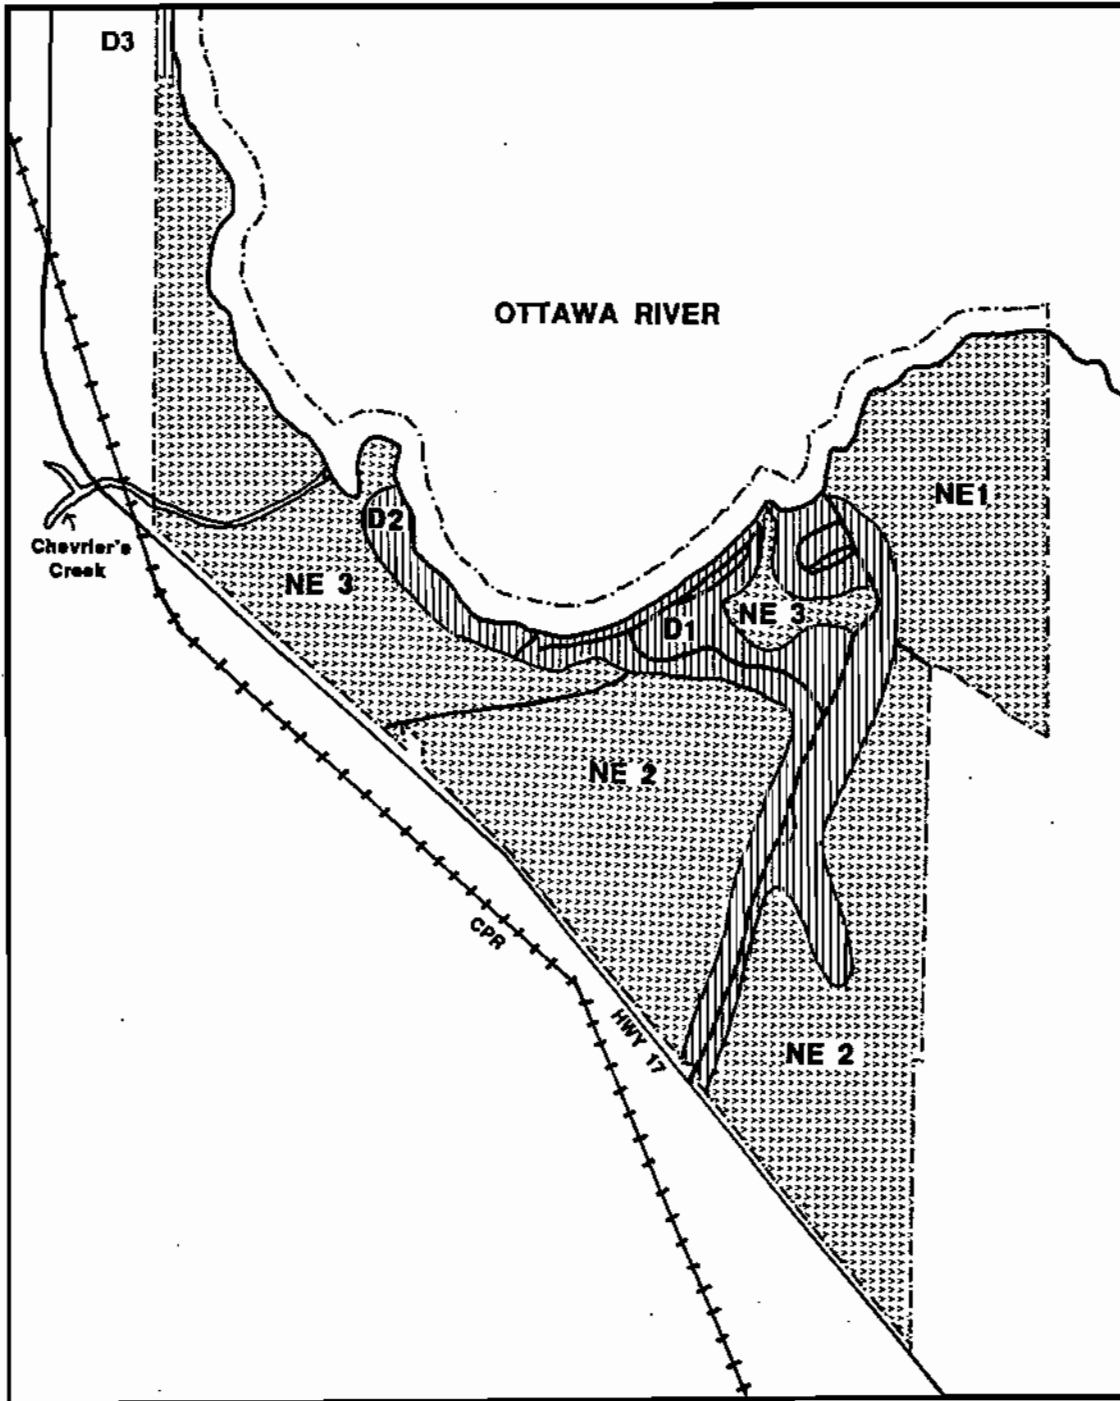 D3
OTTAWA RIVER
NE1
D2
Chevrier's
Creek
NE 3
NE 3
D1
NE 2
CPR
HWY 17
NE 2